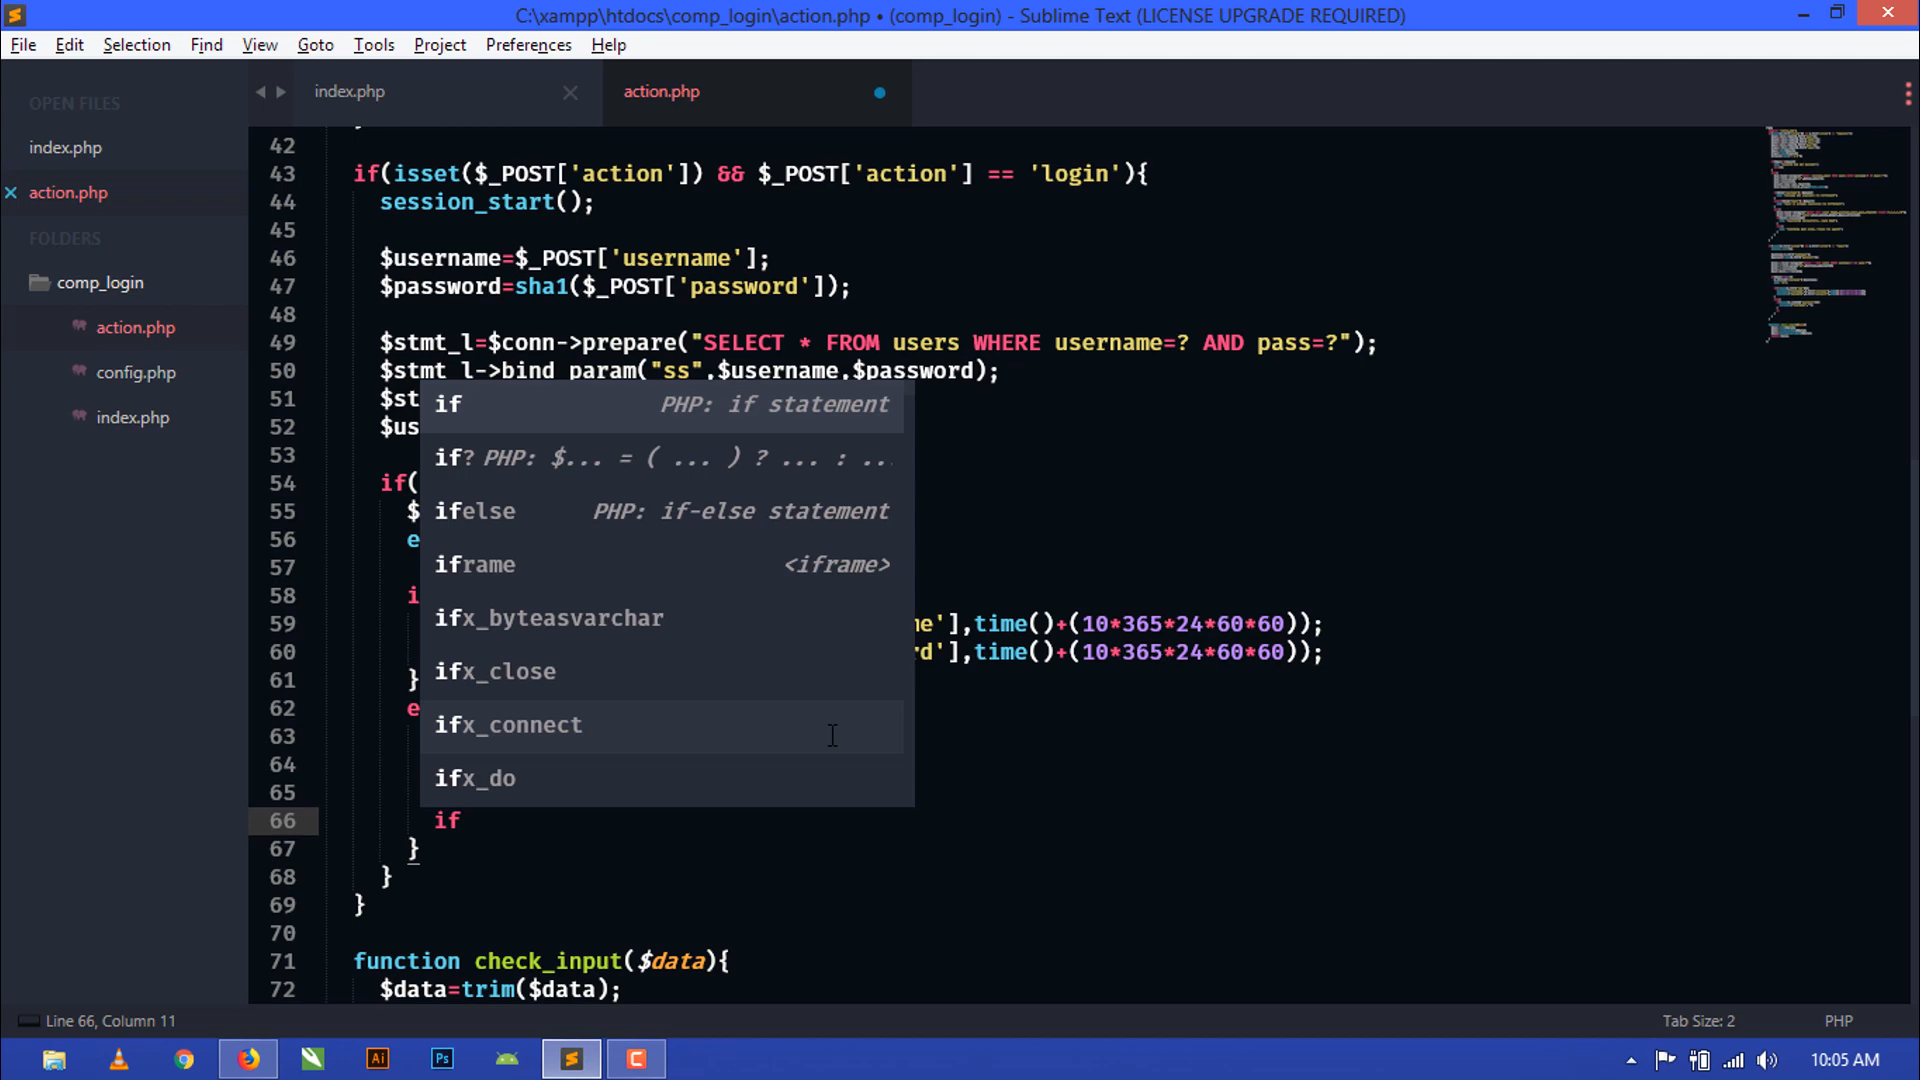 C:\xampp\htdocs\comp_login\action.php • (comp_login) - Sublime Text (LICENSE UPGRADE REQUIRED)
File Edit Selection Find View Goto Tools Project Preferences Help
OPEN FILES
index.php
action.php
FOLDERS
comp_login
action.php
config.php
index.php
index.php
action.php
42
43 if(isset($_POST['action']) && $_POST['action'] == 'login'){
44 session_start();
45
46 $username=$_POST['username'];
47 $password=sha1($_POST['password']);
48
49 $stmt_l=$conn->prepare("SELECT * FROM users WHERE username=? AND pass=?");
50 $stmt_l->bind_param("ss",$username,$password);
51 $st
52 $us
53
54 if(
55 $
56 e
57
58 i
59 me'],time()+(10*365*24*60*60));
60 rd'],time()+(10*365*24*60*60));
61 }
62 e
63
64
65
66 if
67 }
68 }
69 }
70
71 function check_input($data){
72 $data=trim($data);
if PHP: if statement
if? PHP: $... = ( ... ) ? ... : ..
ifelse PHP: if-else statement
iframe <iframe>
ifx_byteasvarchar
ifx_close
ifx_connect
ifx_do
Line 66, Column 11
Tab Size: 2
PHP
Ai
Ps
C
10:05 AM